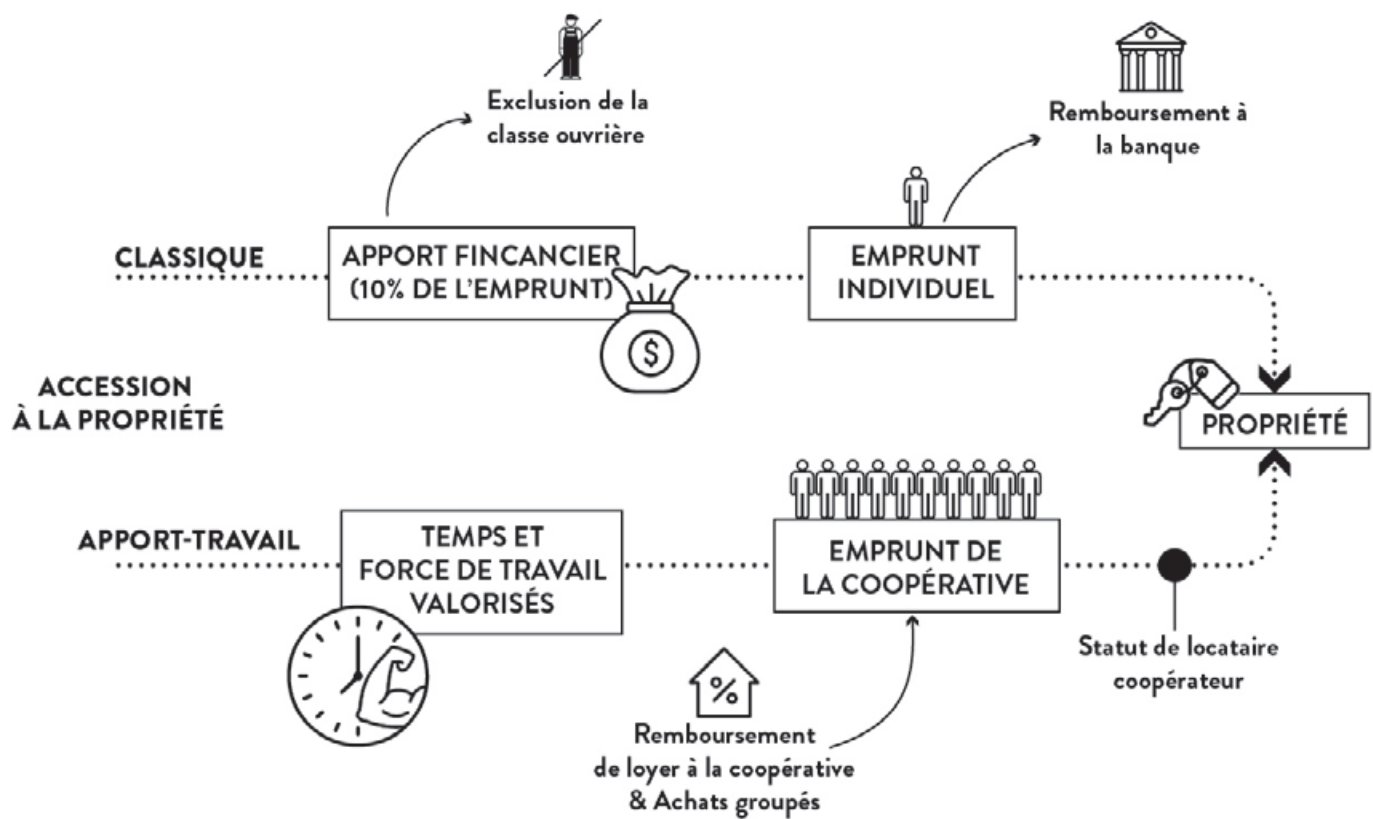 Exclusion de la
classe ouvrière
Remboursement à
la banque
CLASSIQUE
APPORT FINCANCIER
(10% DE L'EMPRUNT)
$
EMPRUNT
INDIVIDUEL
ACCESSION
À LA PROPRIÉTÉ
PROPRIÉTÉ
APPORT-TRAVAIL
TEMPS ET
FORCE DE TRAVAIL
VALORISÉS
EMPRUNT DE
LA COOPÉRATIVE
Statut de locataire
coopérateur
%
Remboursement
de loyer à la coopérative
& Achats groupés